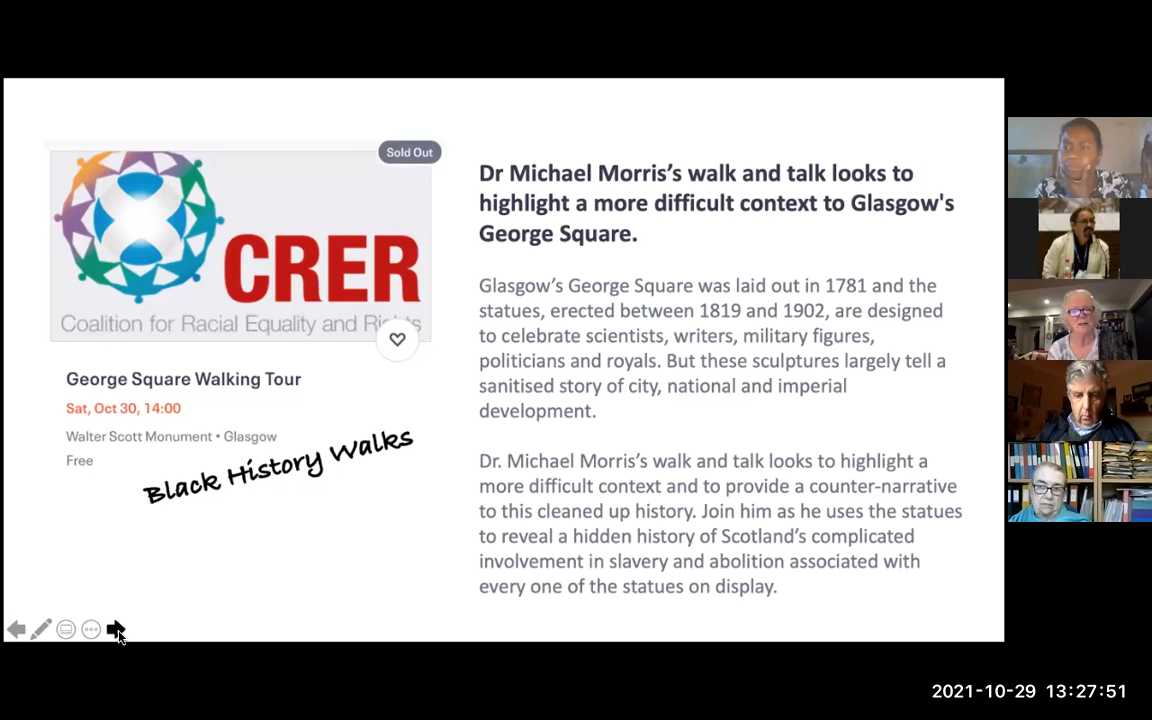 Sold Out
CRER
Coalition for Racial Equality and Rights
George Square Walking Tour
Sat, Oct 30, 14:00
Walter Scott Monument • Glasgow
Free
Black History Walks
Dr Michael Morris’s walk and talk looks to
highlight a more difficult context to Glasgow's
George Square.
Glasgow’s George Square was laid out in 1781 and the
statues, erected between 1819 and 1902, are designed
to celebrate scientists, writers, military figures,
politicians and royals. But these sculptures largely tell a
sanitised story of city, national and imperial
development.
Dr. Michael Morris’s walk and talk looks to highlight a
more difficult context and to provide a counter-narrative
to this cleaned up history. Join him as he uses the statues
to reveal a hidden history of Scotland’s complicated
involvement in slavery and abolition associated with
every one of the statues on display.
2021-10-29 13:27:51